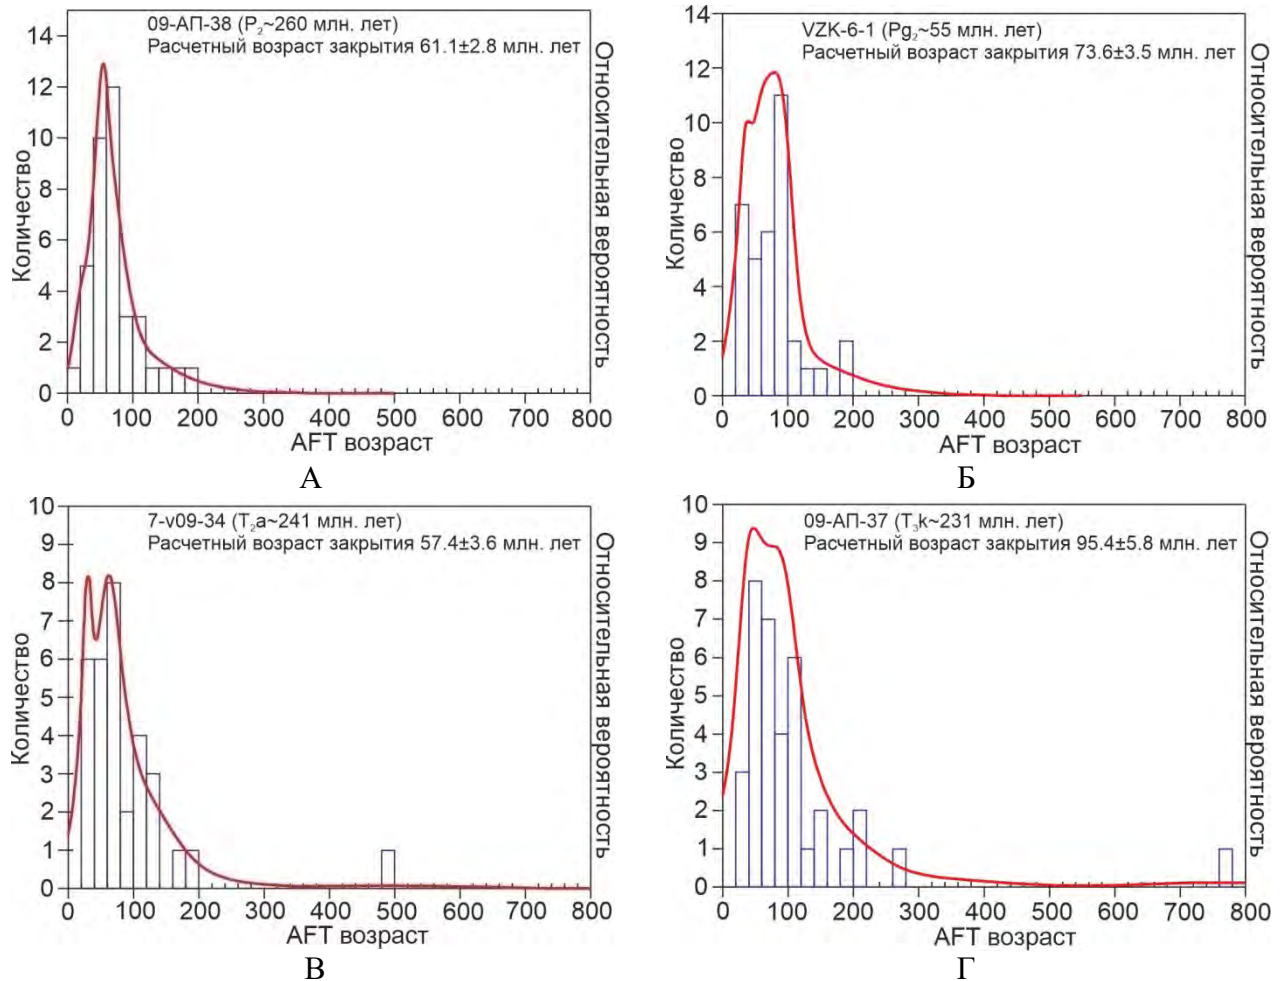 09-АП-38 (P₂~260 млн. лет)
Расчетный возраст закрытия 61.1±2.8 млн. лет
Количество
Относительная вероятность
14
12
10
8
6
4
2
0
0 100 200 300 400 500 600 700 800
AFT возраст
А
VZK-6-1 (Pg₂~55 млн. лет)
Расчетный возраст закрытия 73.6±3.5 млн. лет
Количество
Относительная вероятность
14
12
10
8
6
4
2
0
0 100 200 300 400 500 600 700 800
AFT возраст
Б
7-v09-34 (T₂a~241 млн. лет)
Расчетный возраст закрытия 57.4±3.6 млн. лет
Количество
Относительная вероятность
10
9
8
7
6
5
4
3
2
1
0
0 100 200 300 400 500 600 700 800
AFT возраст
В
09-АП-37 (T₃k~231 млн. лет)
Расчетный возраст закрытия 95.4±5.8 млн. лет
Количество
Относительная вероятность
10
9
8
7
6
5
4
3
2
1
0
0 100 200 300 400 500 600 700 800
AFT возраст
Г